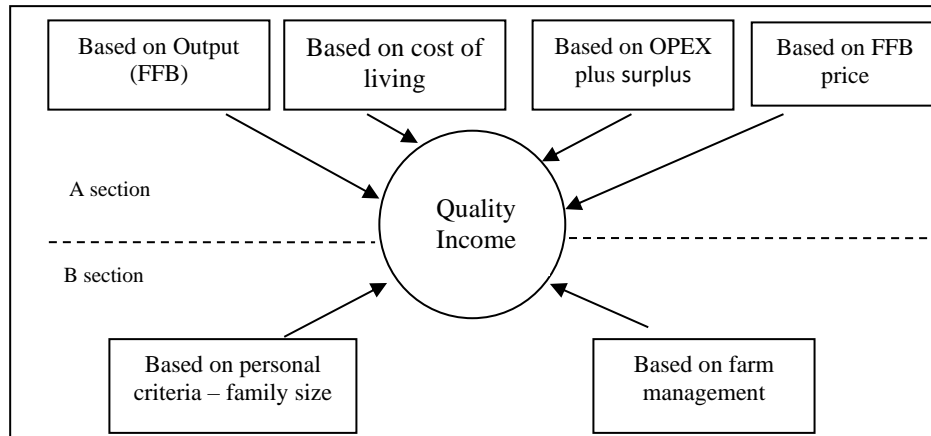 Based on Output
(FFB)
Based on cost of
living
Based on OPEX
plus surplus
Based on FFB
price
A section
Quality
Income
B section
Based on personal
criteria – family size
Based on farm
management